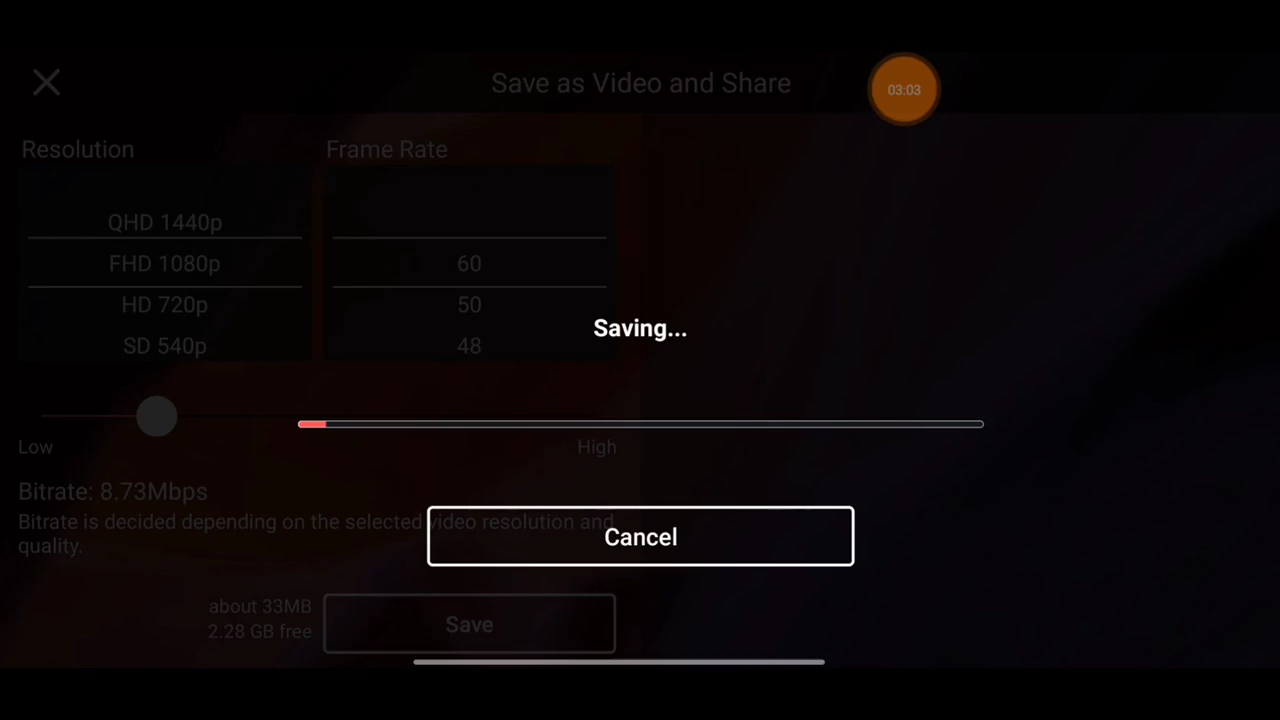 Save as Video and Share
03:03
Resolution
Frame Rate
QHD 1440p
FHD 1080p
60
HD 720p
50
SD 540p
48
Saving...
Low
High
Bitrate: 8.73Mbps
Bitrate is decided depending on the selected video resolution and
quality.
Cancel
about 33MB
2.28 GB free
Save